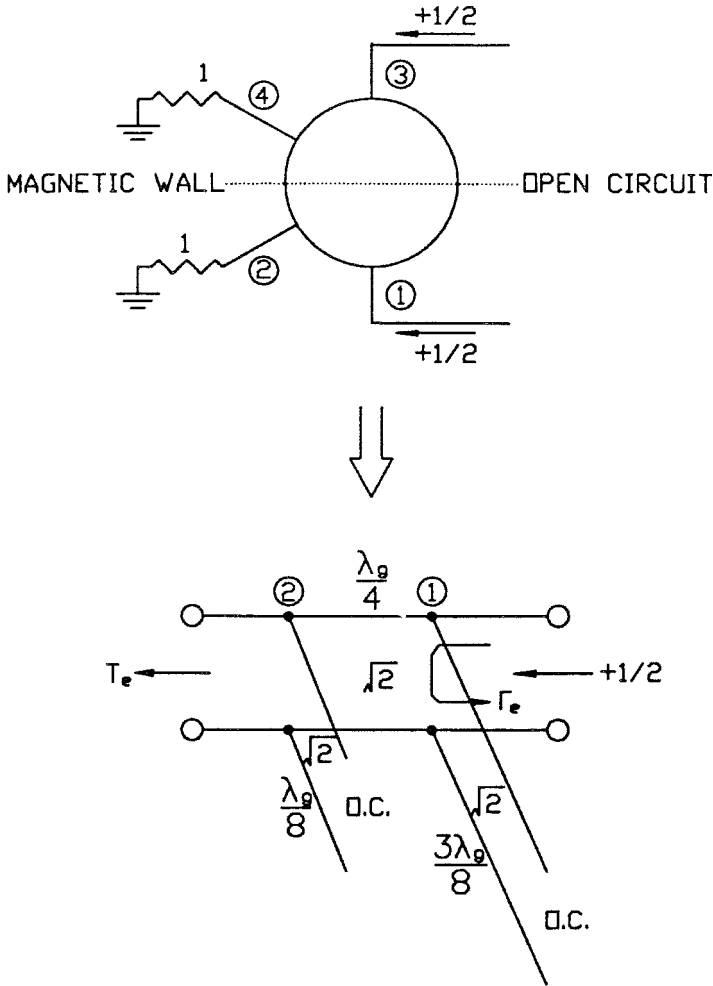 +1/2
③
1
④
MAGNETIC WALL
OPEN CIRCUIT
1
②
①
+1/2
λg/4
②
①
Te
√2
+1/2
Γe
√2
λg/8
O.C.
√2
3λg/8
O.C.